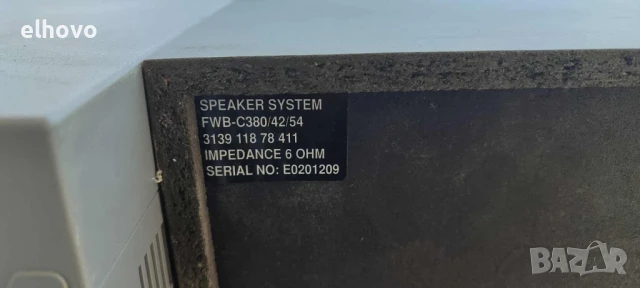 elhovo
SPEAKER SYSTEM
FWB-C380/42/54
3139 118 78 411
IMPEDANCE 6 OHM
SERIAL NO: E0201209
BAZAR